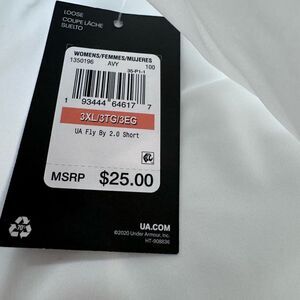 LOOSE
COUPE LÂCHE
SUELTO
WOMENS/FEMMES/MUJERES
1350196 AVY 100
35-P1-1
1 93444 64617 7
3XL/3TG/3EG
UA Fly By 2.0 Short
MSRP $25.00
UA.COM
©2020 Under Armour, Inc.
HT-908836